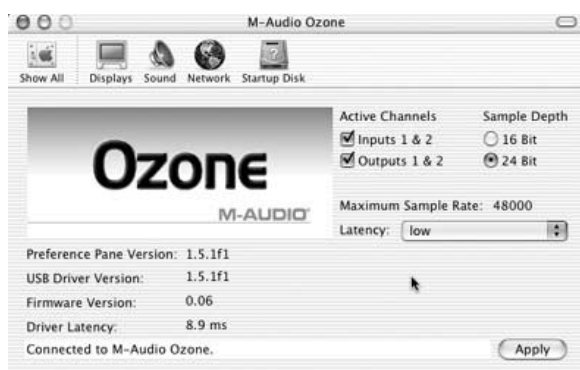 M-Audio Ozone
Show All Displays Sound Network Startup Disk
Active Channels Sample Depth
Inputs 1 & 2 16 Bit
Outputs 1 & 2 24 Bit
Ozone
M-AUDIO
Maximum Sample Rate: 48000
Latency: low
Preference Pane Version: 1.5.1f1
USB Driver Version: 1.5.1f1
Firmware Version: 0.06
Driver Latency: 8.9 ms
Connected to M-Audio Ozone. Apply